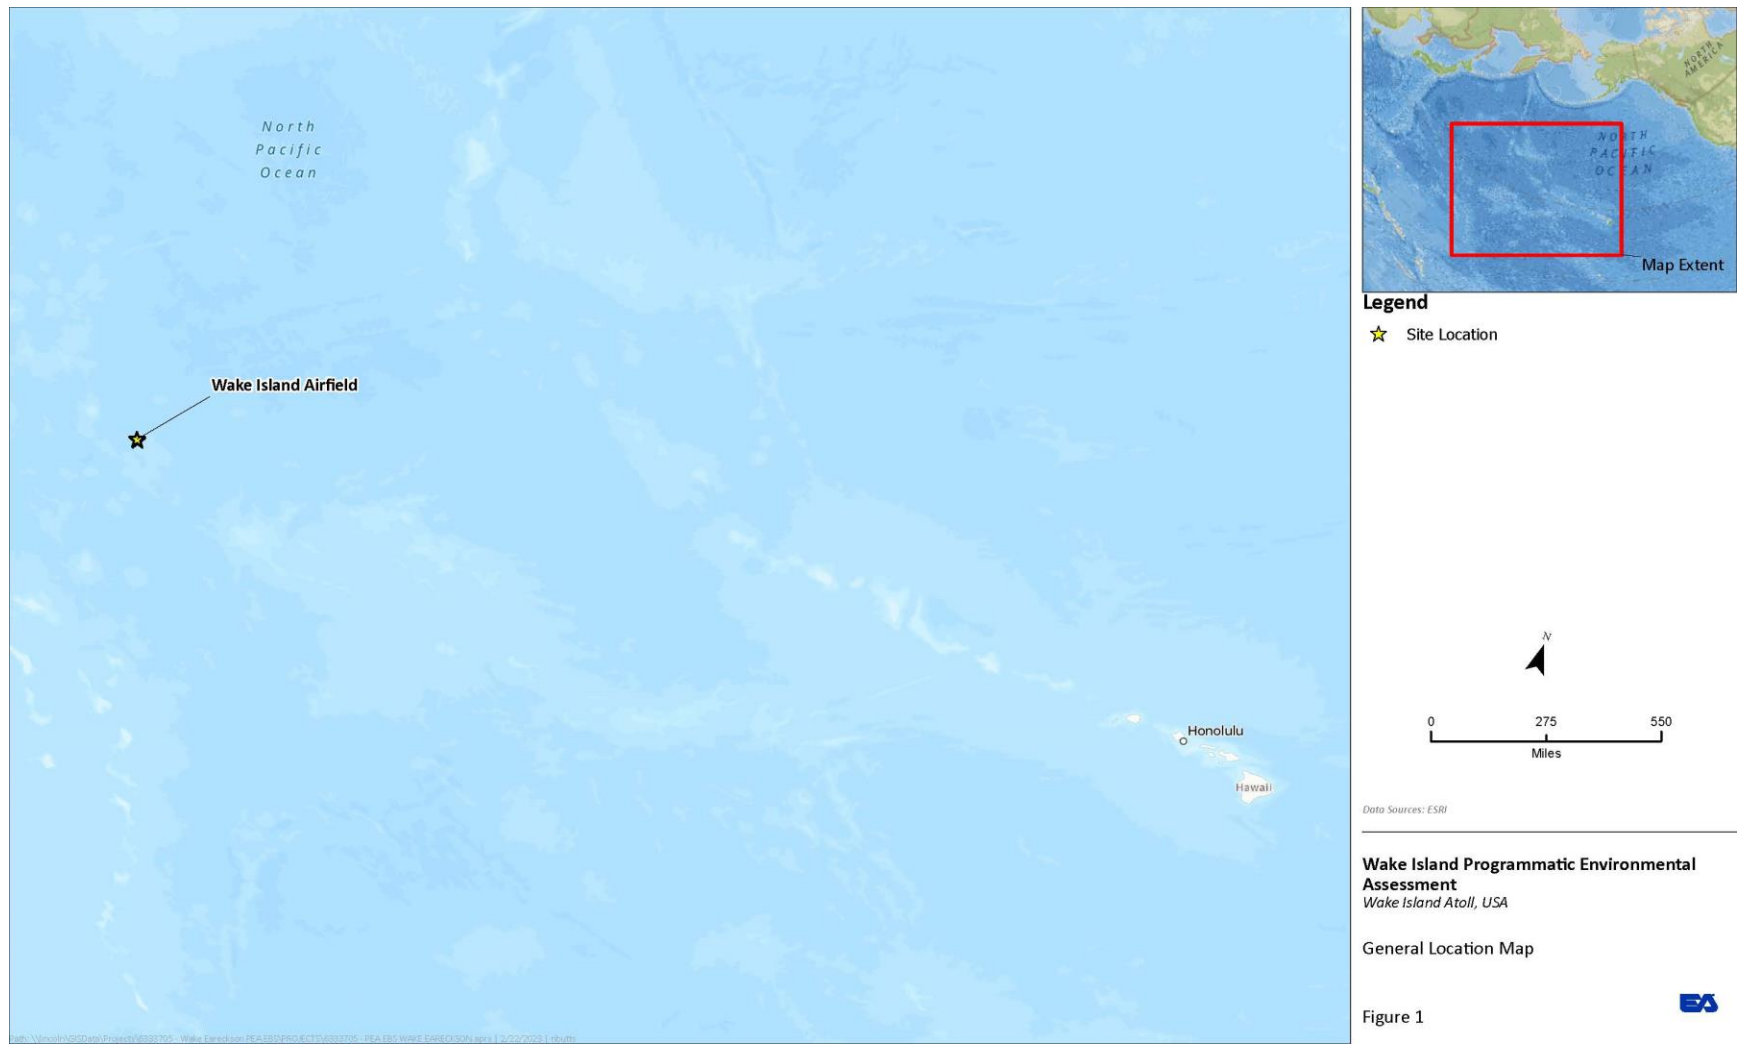 North
Pacific
Ocean
Wake Island Airfield
Honolulu
Hawaii
NORTH
AMERICA
NORTH
PACIFIC
OCEAN
Map Extent
Legend
Site Location
N
0 275 550
Miles
Data Sources: ESRI
Wake Island Programmatic Environmental
Assessment
Wake Island Atoll, USA
General Location Map
EA
Figure 1